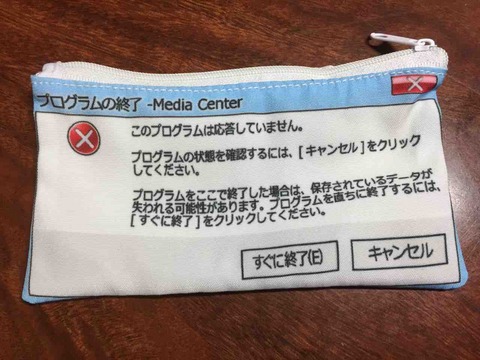 プログラムの終了 -Media Center
このプログラムは応答していません。
プログラムの状態を確認するには、[ キャンセル ] をクリック
してください。
プログラムをここで終了した場合は、保存されているデータが
失われる可能性があります。プログラムを直ちに終了するには、
[ すぐに終了 ] をクリックしてください。
すぐに終了(E)
キャンセル